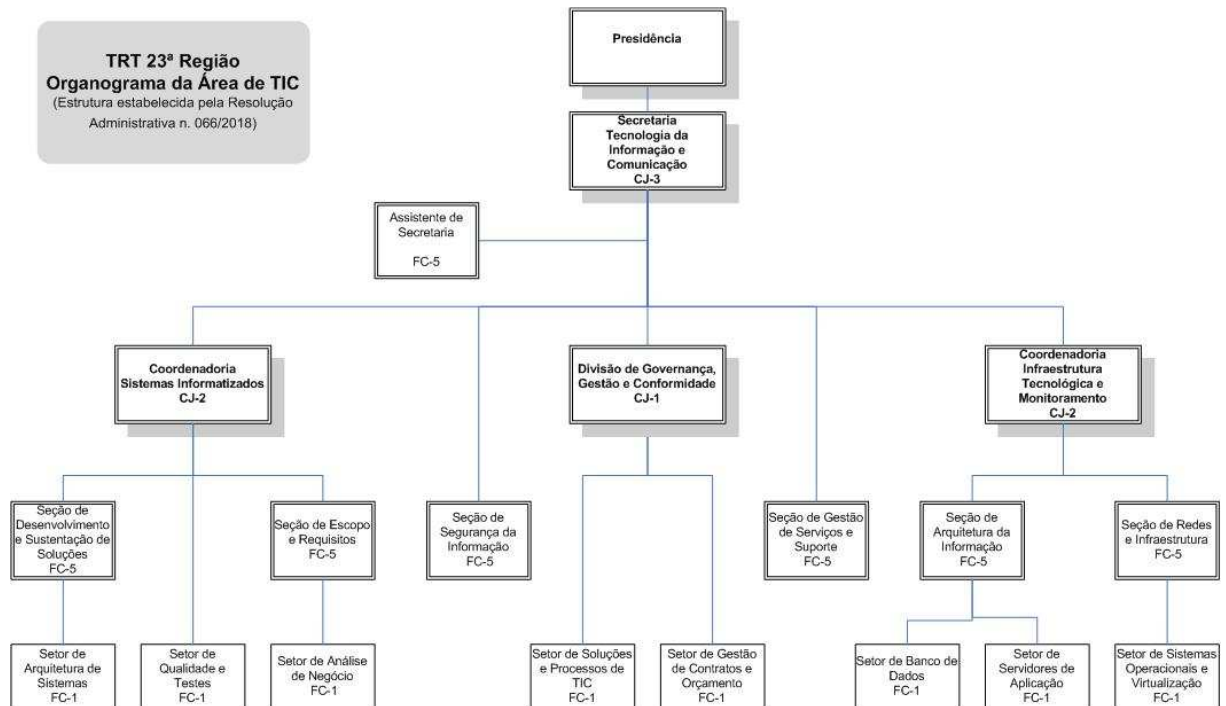 TRT 23ª Região
Organograma da Área de TIC
(Estrutura estabelecida pela Resolução
Administrativa n. 066/2018)
Presidência
Secretaria
Tecnologia da
Informação e
Comunicação
CJ-3
Assistente de
Secretaria
FC-5
Coordenadoria
Sistemas Informatizados
CJ-2
Divisão de Governança,
Gestão e Conformidade
CJ-1
Coordenadoria
Infraestrutura
Tecnológica e
Monitoramento
CJ-2
Seção de
Desenvolvimento
e Sustentação de
Soluções
FC-5
Seção de Escopo
e Requisitos
FC-5
Seção de
Segurança da
Informação
FC-5
Seção de Gestão
de Serviços e
Suporte
FC-5
Seção de
Arquitetura da
Informação
FC-5
Seção de Redes
e Infraestrutura
FC-5
Setor de
Arquitetura de
Sistemas
FC-1
Setor de
Qualidade e
Testes
FC-1
Setor de Análise
de Negócio
FC-1
Setor de Soluções
e Processos de
TIC
FC-1
Setor de Gestão
de Contratos e
Orçamento
FC-1
Setor de Banco de
Dados
FC-1
Setor de
Servidores de
Aplicação
FC-1
Setor de Sistemas
Operacionais e
Virtualização
FC-1